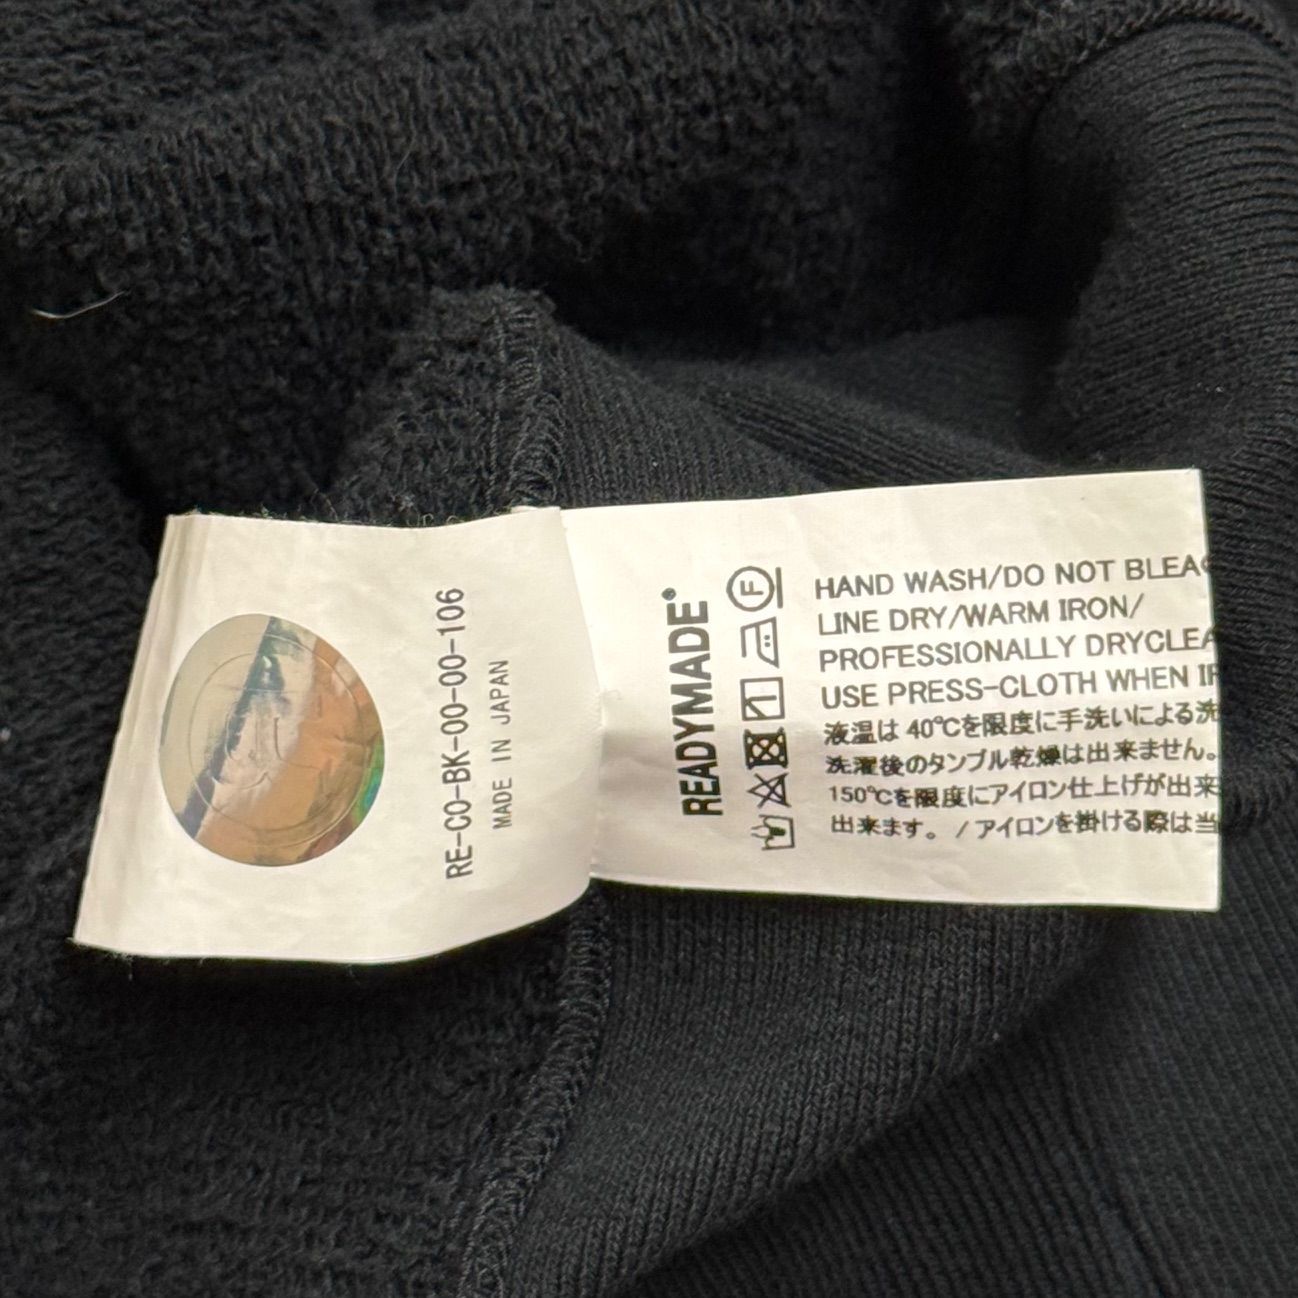 RE-CO-BK-00-00-106
MADE IN JAPAN
READYMADE®
F
HAND WASH/DO NOT BLEA
LINE DRY/WARM IRON/
PROFESSIONALLY DRYCLEA
USE PRESS-CLOTH WHEN IR
液温は 40℃を限度に手洗いによる洗
洗濯後のタンブル乾燥は出来ません。
150℃を限度にアイロン仕上げが出来
出来ます。/アイロンを掛ける際は当